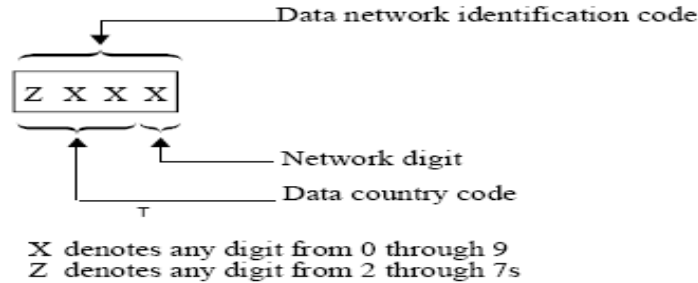 Data network identification code
Z X X X
Network digit
Data country code
T
X denotes any digit from 0 through 9
Z denotes any digit from 2 through 7s